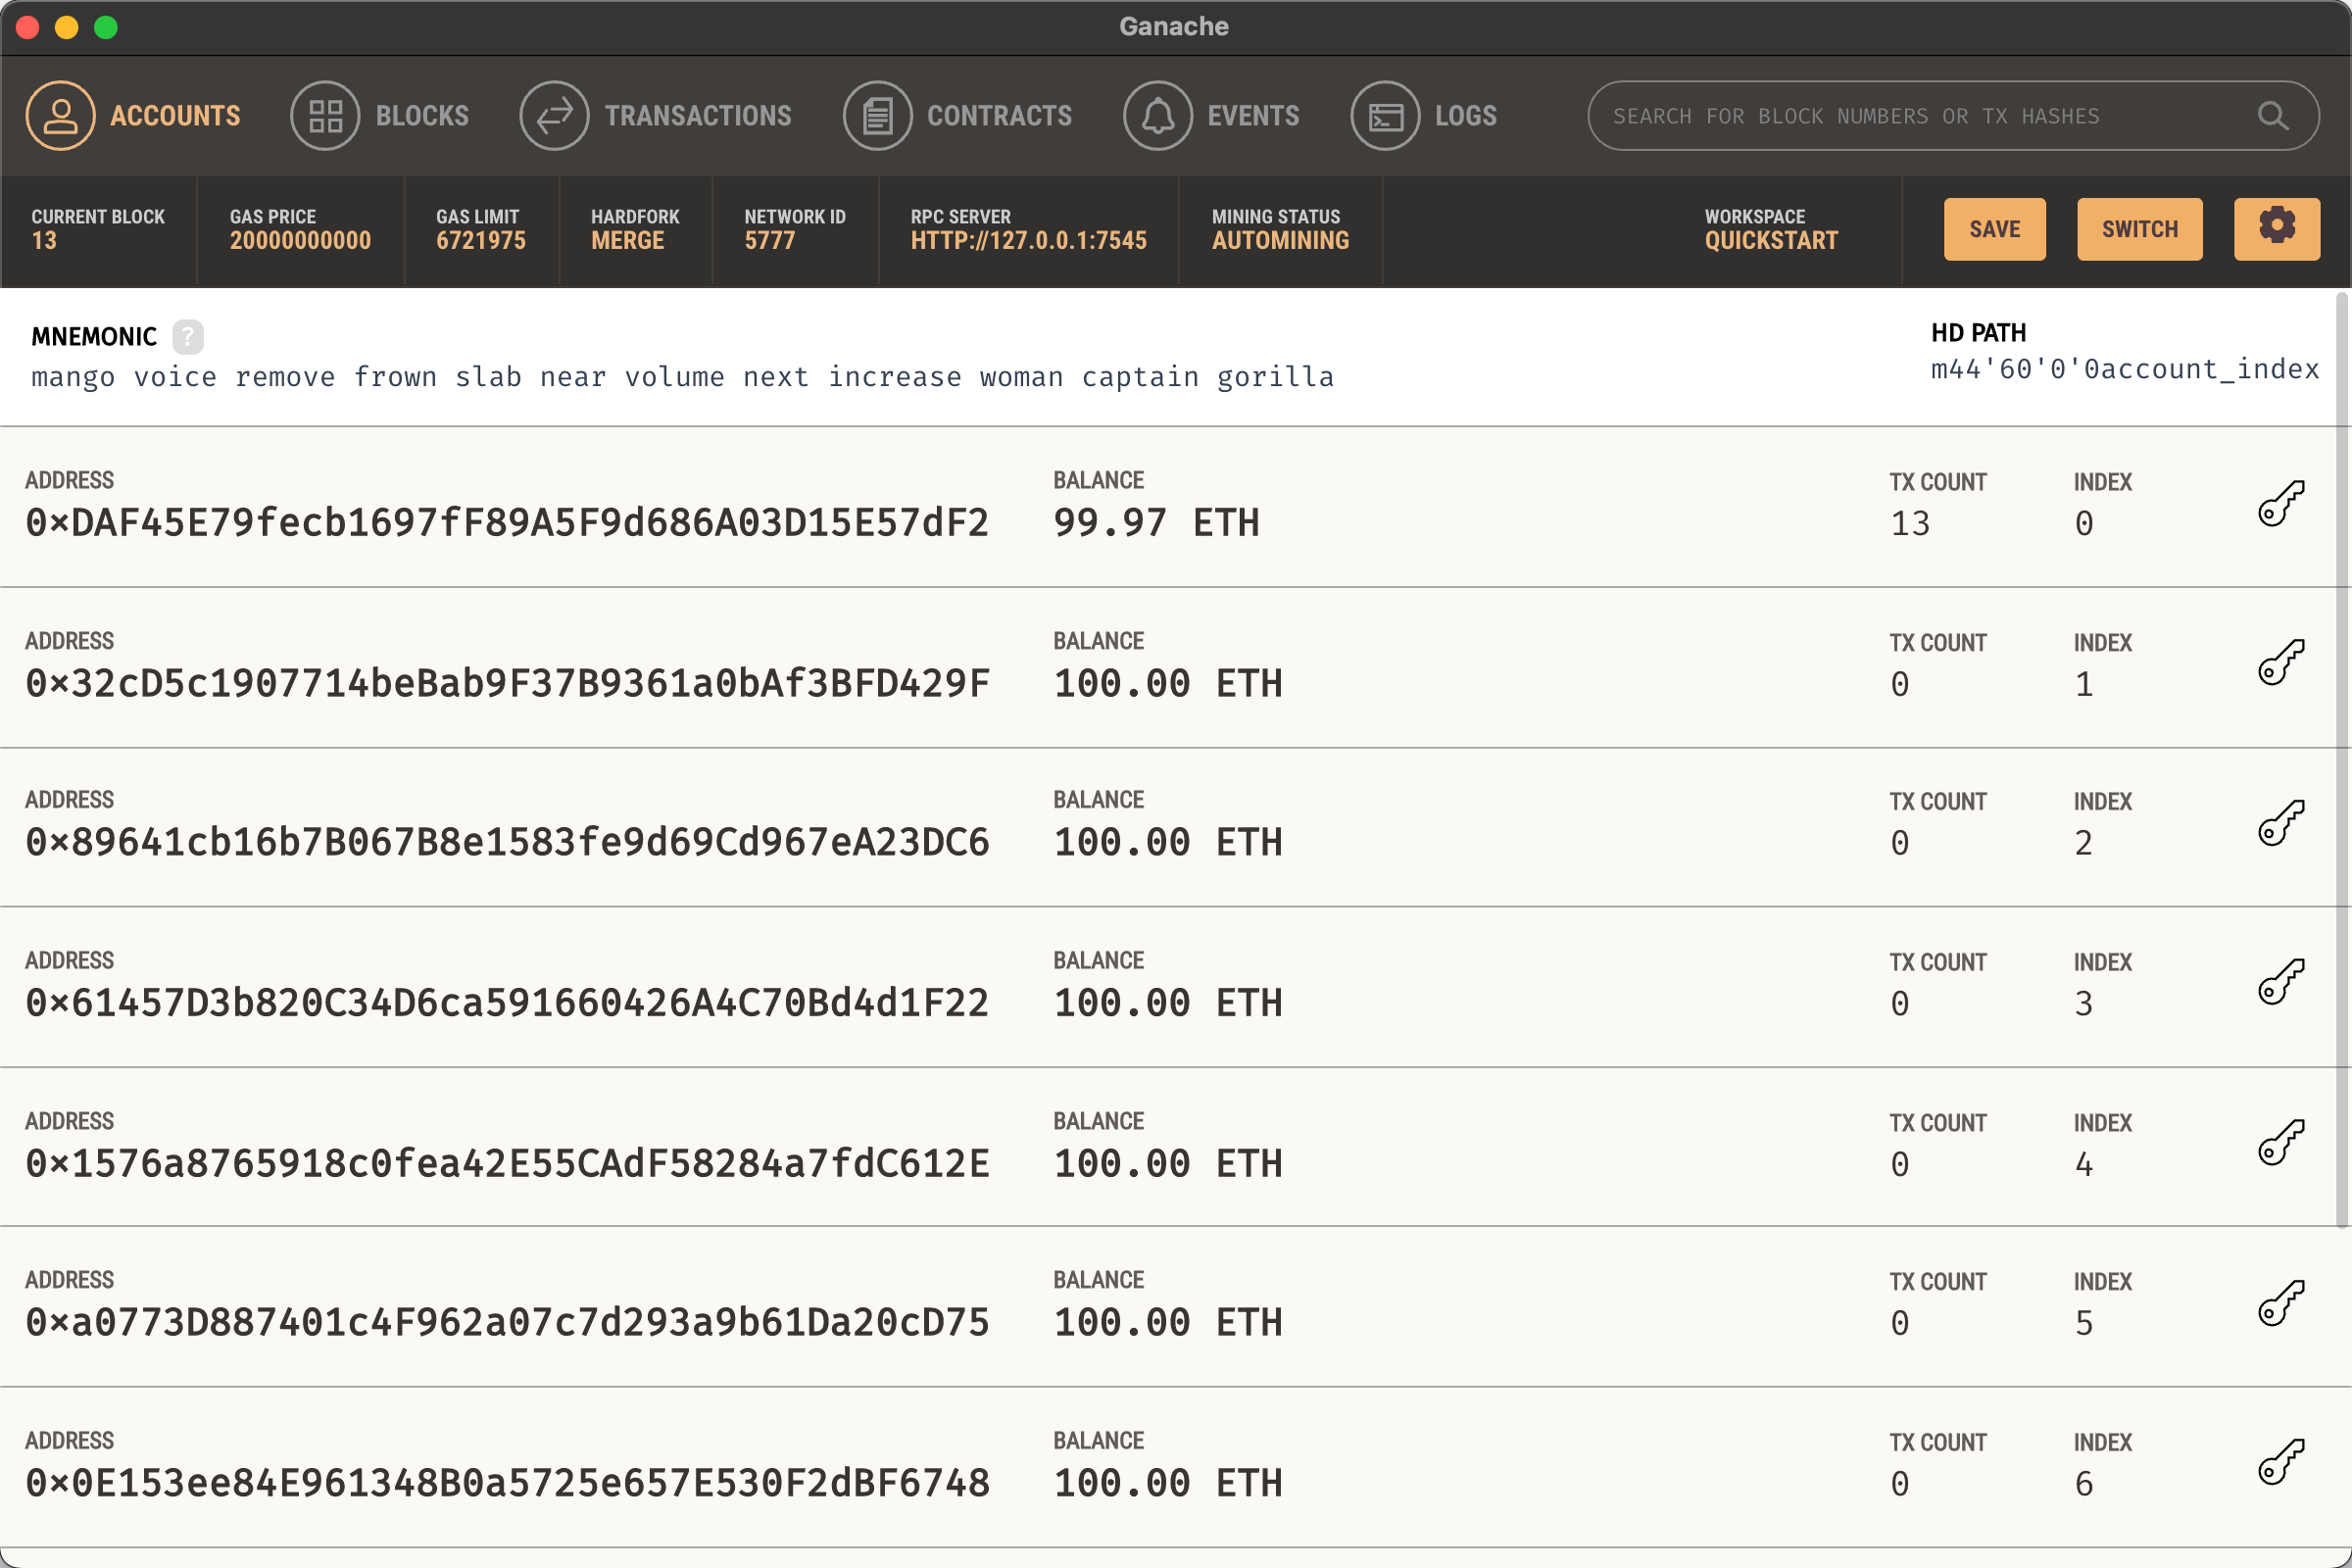 Ganache
ACCOUNTS BLOCKS TRANSACTIONS CONTRACTS EVENTS LOGS SEARCH FOR BLOCK NUMBERS OR TX HASHES
CURRENT BLOCK GAS PRICE GAS LIMIT HARDFORK NETWORK ID RPC SERVER MINING STATUS WORKSPACE
13 20000000000 6721975 MERGE 5777 HTTP://127.0.0.1:7545 AUTOMINING QUICKSTART SAVE SWITCH
MNEMONIC ? HD PATH
mango voice remove frown slab near volume next increase woman captain gorilla m44'60'0'0account_index
ADDRESS BALANCE TX COUNT INDEX
0×DAF45E79fecb1697fF89A5F9d686A03D15E57dF2 99.97 ETH 13 0
ADDRESS BALANCE TX COUNT INDEX
0×32cD5c1907714beBab9F37B9361a0bAf3BFD429F 100.00 ETH 0 1
ADDRESS BALANCE TX COUNT INDEX
0×89641cb16b7B067B8e1583fe9d69Cd967eA23DC6 100.00 ETH 0 2
ADDRESS BALANCE TX COUNT INDEX
0×61457D3b820C34D6ca591660426A4C70Bd4d1F22 100.00 ETH 0 3
ADDRESS BALANCE TX COUNT INDEX
0×1576a8765918c0fea42E55CAdF58284a7fdC612E 100.00 ETH 0 4
ADDRESS BALANCE TX COUNT INDEX
0×a0773D887401c4F962a07c7d293a9b61Da20cD75 100.00 ETH 0 5
ADDRESS BALANCE TX COUNT INDEX
0×0E153ee84E961348B0a5725e657E530F2dBF6748 100.00 ETH 0 6